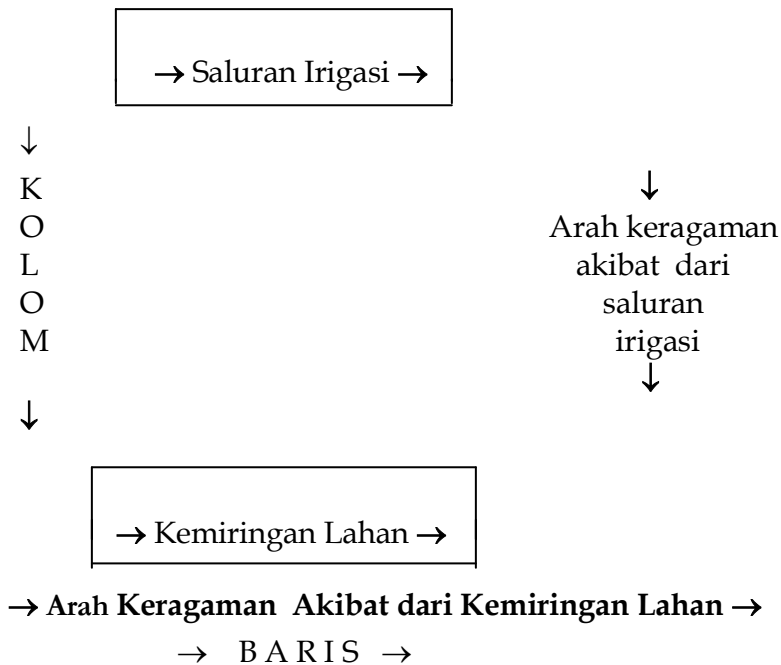 → Saluran Irigasi →
↓
K
O
L
O
M
↓
↓
Arah keragaman
akibat dari
saluran
irigasi
↓
→ Kemiringan Lahan →
→ Arah Keragaman Akibat dari Kemiringan Lahan →
→ B A R I S →